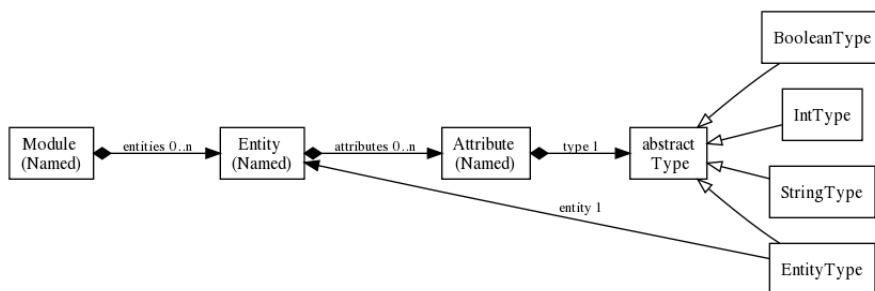 BooleanType
IntType
Module
(Named)
entities 0..n
Entity
(Named)
attributes 0..n
Attribute
(Named)
type 1
abstract
Type
StringType
entity 1
EntityType